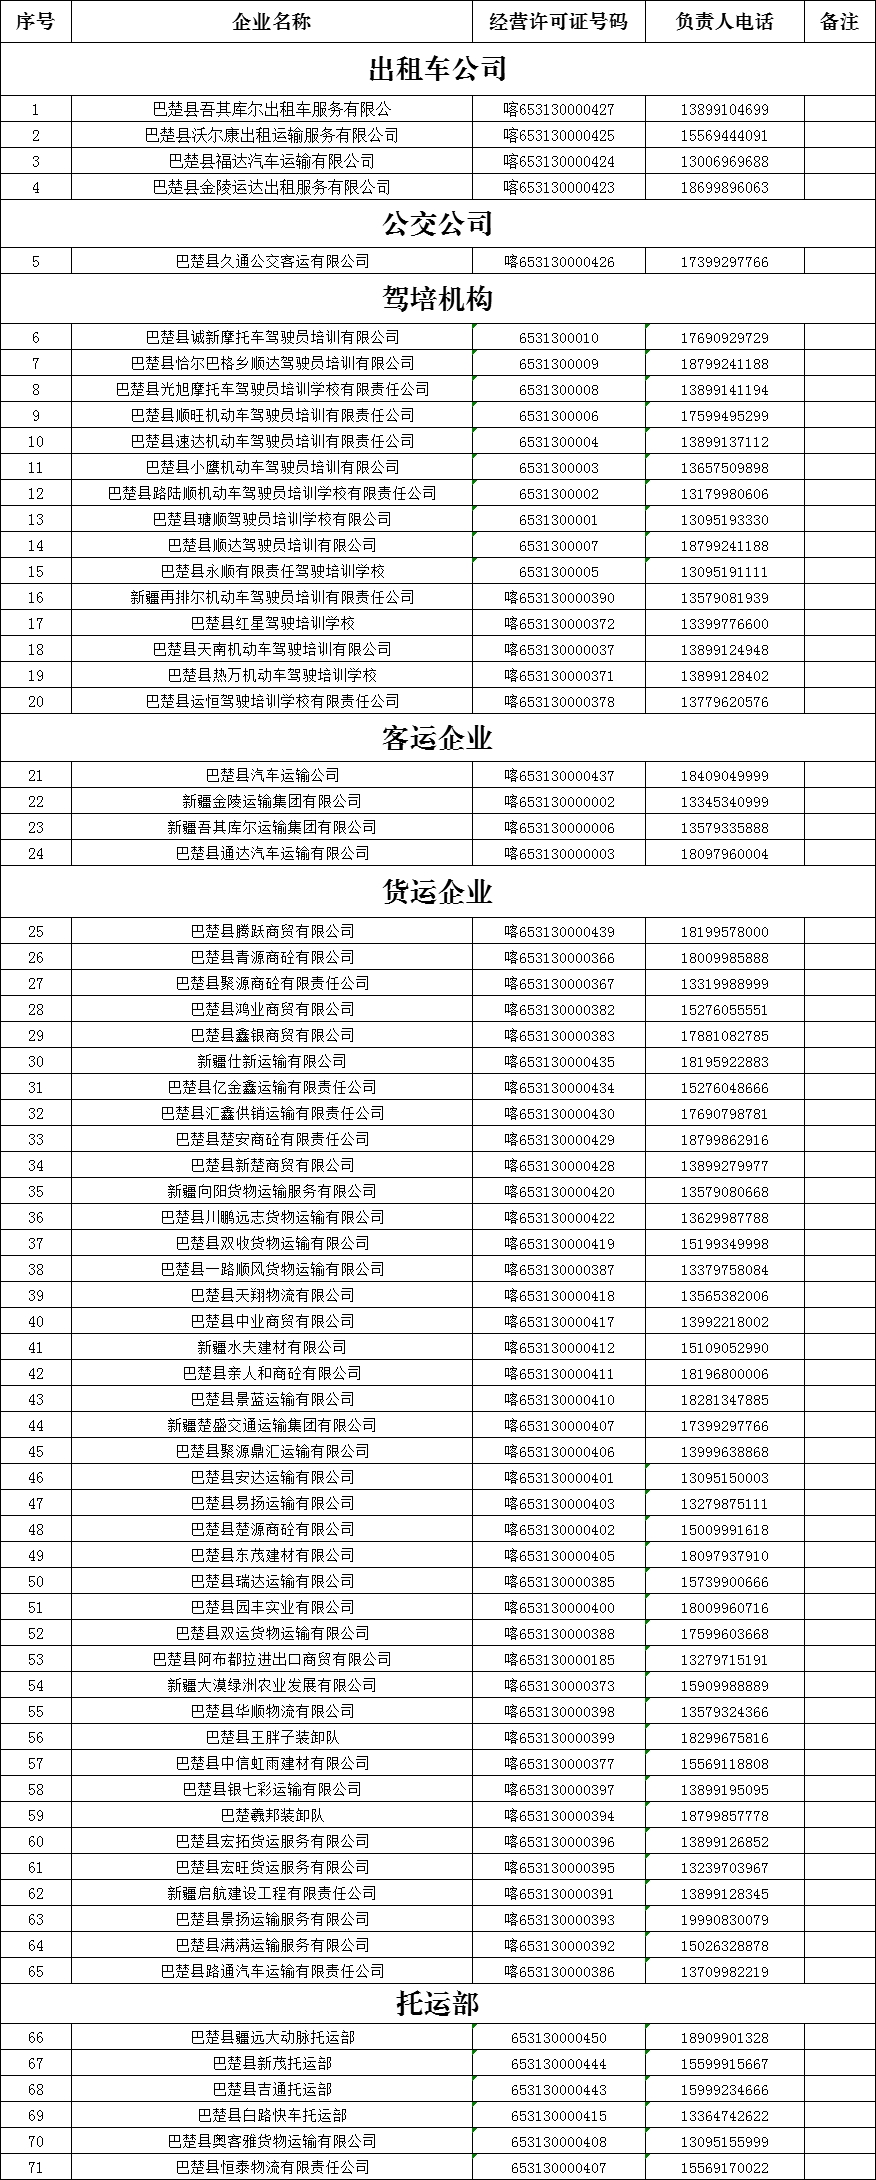 序号 企业名称 经营许可证号码 负责人电话 备注
出租车公司
1 巴楚县吾其库尔出租车服务有限公 喀653130000427 13899104699
2 巴楚县沃尔康出租运输服务有限公司 喀653130000425 15569444091
3 巴楚县福达汽车运输有限公司 喀653130000424 13006969688
4 巴楚县金陵运达出租服务有限公司 喀653130000423 18699896063
公交公司
5 巴楚县久通公交客运有限公司 喀653130000426 17399297766
驾培机构
6 巴楚县诚新摩托车驾驶员培训有限公司 6531300010 17690929729
7 巴楚县恰尔巴格乡顺达驾驶员培训有限公司 6531300009 18799241188
8 巴楚县光旭摩托车驾驶员培训学校有限责任公司 6531300008 13899141194
9 巴楚县顺旺机动车驾驶员培训有限责任公司 6531300006 17599495299
10 巴楚县速达机动车驾驶员培训有限责任公司 6531300004 13899137112
11 巴楚县小鹰机动车驾驶员培训有限公司 6531300003 13657509898
12 巴楚县路陆顺机动车驾驶员培训学校有限责任公司 6531300002 13179980606
13 巴楚县瑭顺驾驶员培训学校有限公司 6531300001 13095193330
14 巴楚县顺达驾驶员培训有限公司 6531300007 18799241188
15 巴楚县永顺有限责任驾驶培训学校 6531300005 13095191111
16 新疆再排尔机动车驾驶员培训有限责任公司 喀653130000390 13579081939
17 巴楚县红星驾驶培训学校 喀653130000372 13399776600
18 巴楚县天南机动车驾驶培训有限公司 喀653130000037 13899124948
19 巴楚县热万机动车驾驶培训学校 喀653130000371 13899128402
20 巴楚县运恒驾驶培训学校有限责任公司 喀653130000378 13779620576
客运企业
21 巴楚县汽车运输公司 喀653130000437 18409049999
22 新疆金陵运输集团有限公司 喀653130000002 13345340999
23 新疆吾其库尔运输集团有限公司 喀653130000006 13579335888
24 巴楚县通达汽车运输有限公司 喀653130000003 18097960004
货运企业
25 巴楚县腾跃商贸有限公司 喀653130000439 18199578000
26 巴楚县青源商砼有限公司 喀653130000366 18009985888
27 巴楚县聚源商砼有限责任公司 喀653130000367 13319988999
28 巴楚县鸿业商贸有限公司 喀653130000382 15276055551
29 巴楚县鑫银商贸有限公司 喀653130000383 17881082785
30 新疆仕新运输有限公司 喀653130000435 18195922883
31 巴楚县亿金鑫运输有限责任公司 喀653130000434 15276048666
32 巴楚县汇鑫供销运输有限责任公司 喀653130000430 17690798781
33 巴楚县楚安商砼有限责任公司 喀653130000429 18799862916
34 巴楚县新楚商贸有限公司 喀653130000428 13899279977
35 新疆向阳货物运输服务有限公司 喀653130000420 13579080668
36 巴楚县川鹏远志货物运输有限公司 喀653130000422 13629987788
37 巴楚县双收货物运输有限公司 喀653130000419 15199349998
38 巴楚县一路顺风货物运输有限公司 喀653130000387 13379758084
39 巴楚县天翔物流有限公司 喀653130000418 13565382006
40 巴楚县中业商贸有限公司 喀653130000417 13992218002
41 新疆水夫建材有限公司 喀653130000412 15109052990
42 巴楚县亲人和商砼有限公司 喀653130000411 18196800006
43 巴楚县景蓝运输有限公司 喀653130000410 18281347885
44 新疆楚盛交通运输集团有限公司 喀653130000407 17399297766
45 巴楚县聚源鼎汇运输有限公司 喀653130000406 13999638868
46 巴楚县安达运输有限公司 喀653130000401 13095150003
47 巴楚县易扬运输有限公司 喀653130000403 13279875111
48 巴楚县楚源商砼有限公司 喀653130000402 15009991618
49 巴楚县东茂建材有限公司 喀653130000405 18097937910
50 巴楚县瑞达运输有限公司 喀653130000385 15739900666
51 巴楚县园丰实业有限公司 喀653130000400 18009960716
52 巴楚县双运货物运输有限公司 喀653130000388 17599603668
53 巴楚县阿布都拉进出口商贸有限公司 喀653130000185 13279715191
54 新疆大漠绿洲农业发展有限公司 喀653130000373 15909988889
55 巴楚县华顺物流有限公司 喀653130000398 13579324366
56 巴楚县王胖子装卸队 喀653130000399 18299675816
57 巴楚县中信虹雨建材有限公司 喀653130000377 15569118808
58 巴楚县银七彩运输有限公司 喀653130000397 13899195095
59 巴楚羲邦装卸队 喀653130000394 18799857778
60 巴楚县宏拓货运服务有限公司 喀653130000396 13899126852
61 巴楚县宏旺货运服务有限公司 喀653130000395 13239703967
62 新疆启航建设工程有限责任公司 喀653130000391 13899128345
63 巴楚县景扬运输服务有限公司 喀653130000393 19990830079
64 巴楚县满满运输服务有限公司 喀653130000392 15026328878
65 巴楚县路通汽车运输有限责任公司 喀653130000386 13709982219
托运部
66 巴楚县疆远大动脉托运部 653130000450 18909901328
67 巴楚县新茂托运部 653130000444 15599915667
68 巴楚县吉通托运部 653130000443 15999234666
69 巴楚县白路快车托运部 653130000415 13364742622
70 巴楚县奥客雅货物运输有限公司 653130000408 13095155999
71 巴楚县恒泰物流有限责任公司 653130000407 15569170022